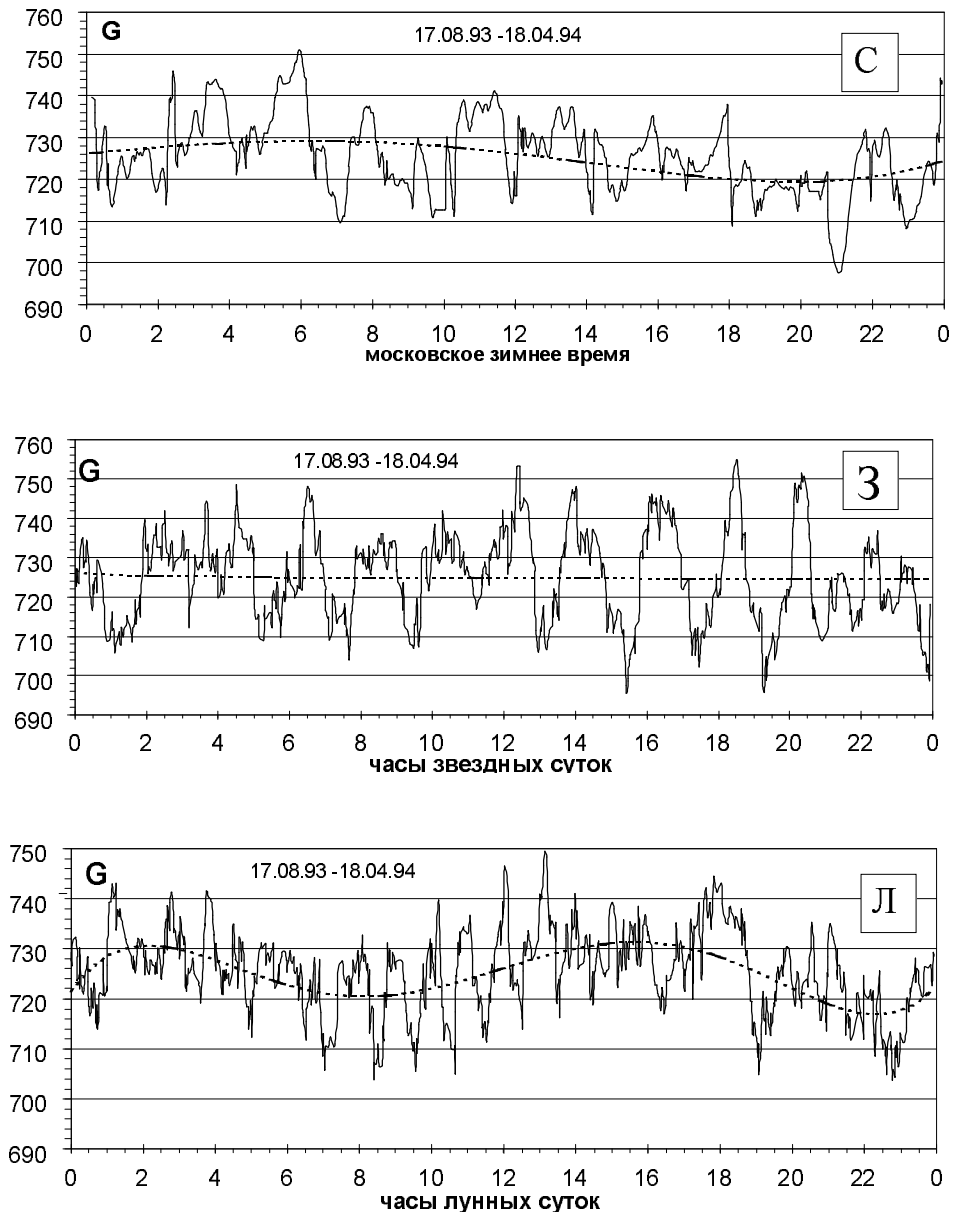 760
G
17.08.93 -18.04.94
С
750
740
730
720
710
700
690
0 2 4 6 8 10 12 14 16 18 20 22 0
московское зимнее время
760
G
17.08.93 -18.04.94
З
750
740
730
720
710
700
690
0 2 4 6 8 10 12 14 16 18 20 22 0
часы звездных суток
750
G
17.08.93 -18.04.94
Л
740
730
720
710
700
690
0 2 4 6 8 10 12 14 16 18 20 22 0
часы лунных суток